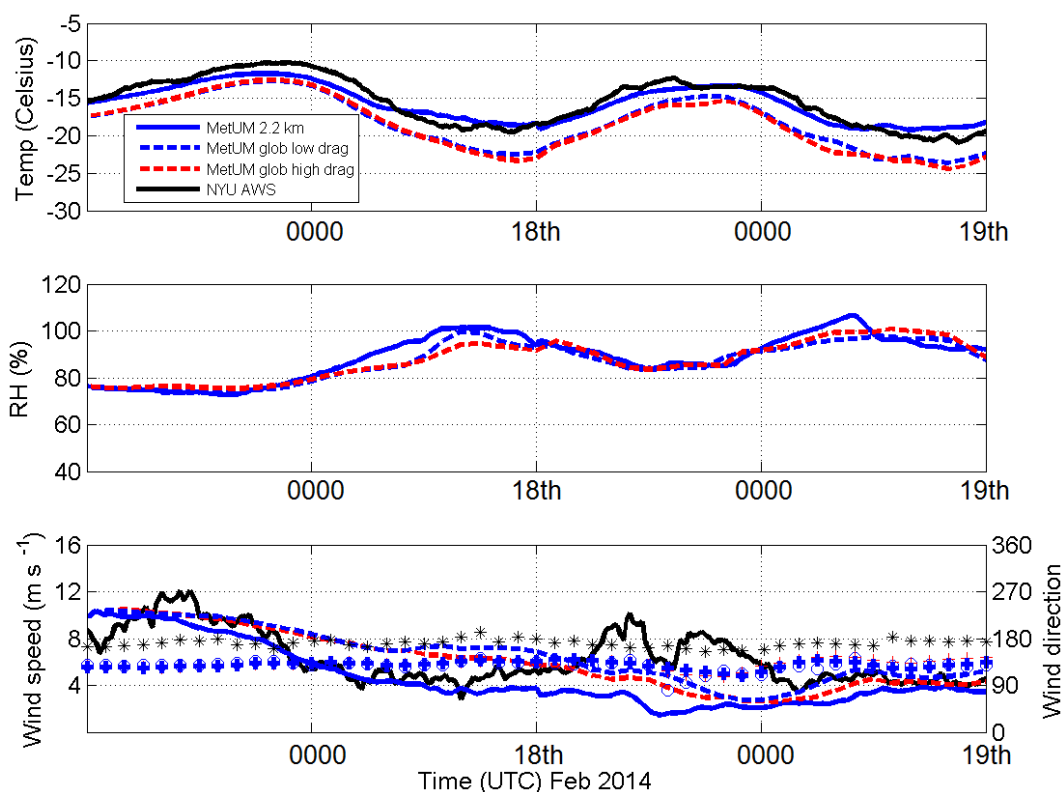 -5
-10
-15
-20
-25
-30
Temp (Celsius)
MetUM 2.2 km
MetUM glob low drag
MetUM glob high drag
NYU AWS
0000 18th 0000 19th
120
100
80
60
40
RH (%)
0000 18th 0000 19th
16
12
8
4
Wind speed (m s -1)
360
270
180
90
0
Wind direction
0000 18th 0000 19th
Time (UTC) Feb 2014